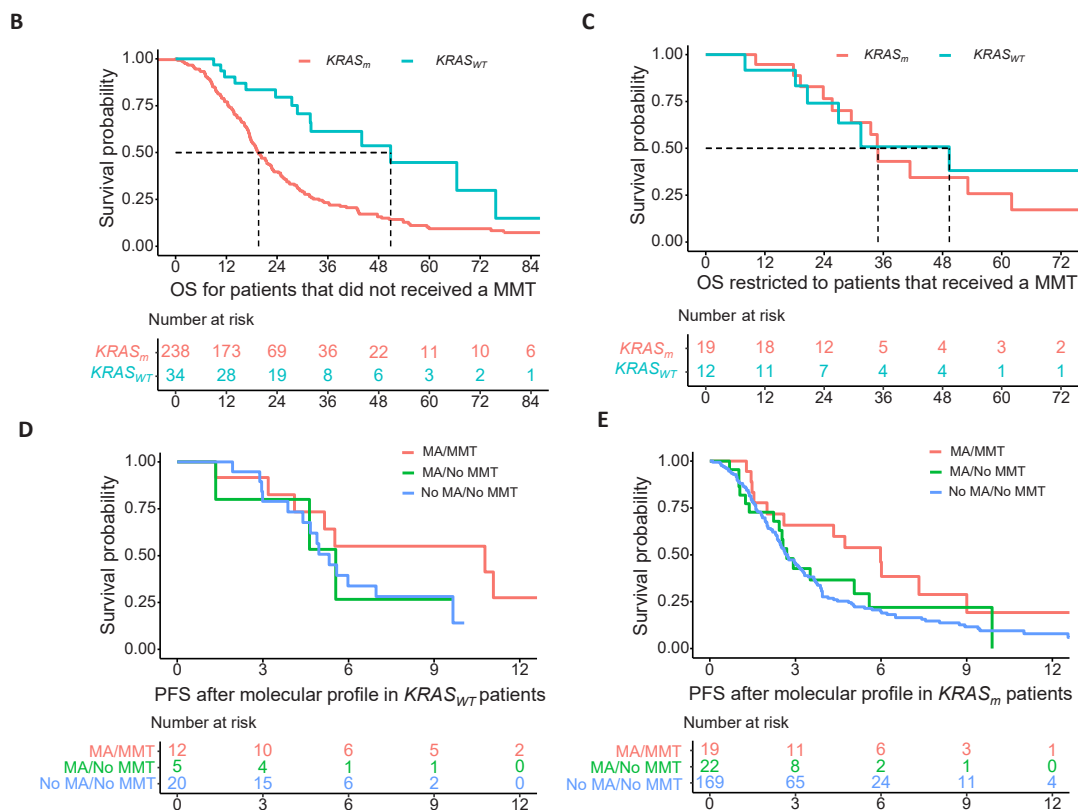 B
KRASm KRASWT
Survival probability
1.00
0.75
0.50
0.25
0.00
0 12 24 36 48 60 72 84
OS for patients that did not received a MMT
Number at risk
KRASm 238 173 69 36 22 11 10 6
KRASWT 34 28 19 8 6 3 2 1
0 12 24 36 48 60 72 84
C
KRASm KRASWT
Survival probability
1.00
0.75
0.50
0.25
0.00
0 12 24 36 48 60 72
OS restricted to patients that received a MMT
Number at risk
KRASm 19 18 12 5 4 3 2
KRASWT 12 11 7 4 4 1 1
0 12 24 36 48 60 72
D
MA/MMT
MA/No MMT
No MA/No MMT
Survival probability
1.00
0.75
0.50
0.25
0.00
0 3 6 9 12
PFS after molecular profile in KRASWT patients
Number at risk
MA/MMT 12 10 6 5 2
MA/No MMT 5 4 1 1 0
No MA/No MMT 20 15 6 2 0
0 3 6 9 12
E
MA/MMT
MA/No MMT
No MA/No MMT
Survival probability
1.00
0.75
0.50
0.25
0.00
0 3 6 9 12
PFS after molecular profile in KRASm patients
Number at risk
MA/MMT 19 11 6 3 1
MA/No MMT 22 8 2 1 0
No MA/No MMT 169 65 24 11 4
0 3 6 9 12